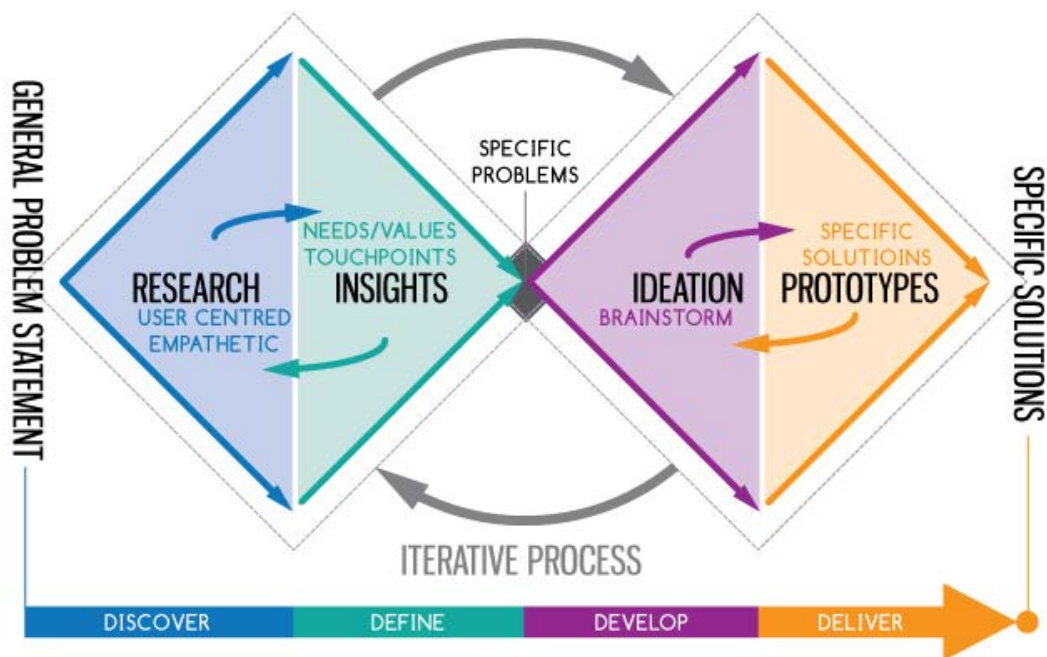 GENERAL PROBLEM STATEMENT
RESEARCH
USER CENTRED
EMPATHETIC
NEEDS/VALUES
TOUCHPOINTS
INSIGHTS
SPECIFIC
PROBLEMS
IDEATION
BRAINSTORM
SPECIFIC
SOLUTIOINS
PROTOTYPES
SPECIFIC SOLUTIONS
ITERATIVE PROCESS
DISCOVER
DEFINE
DEVELOP
DELIVER